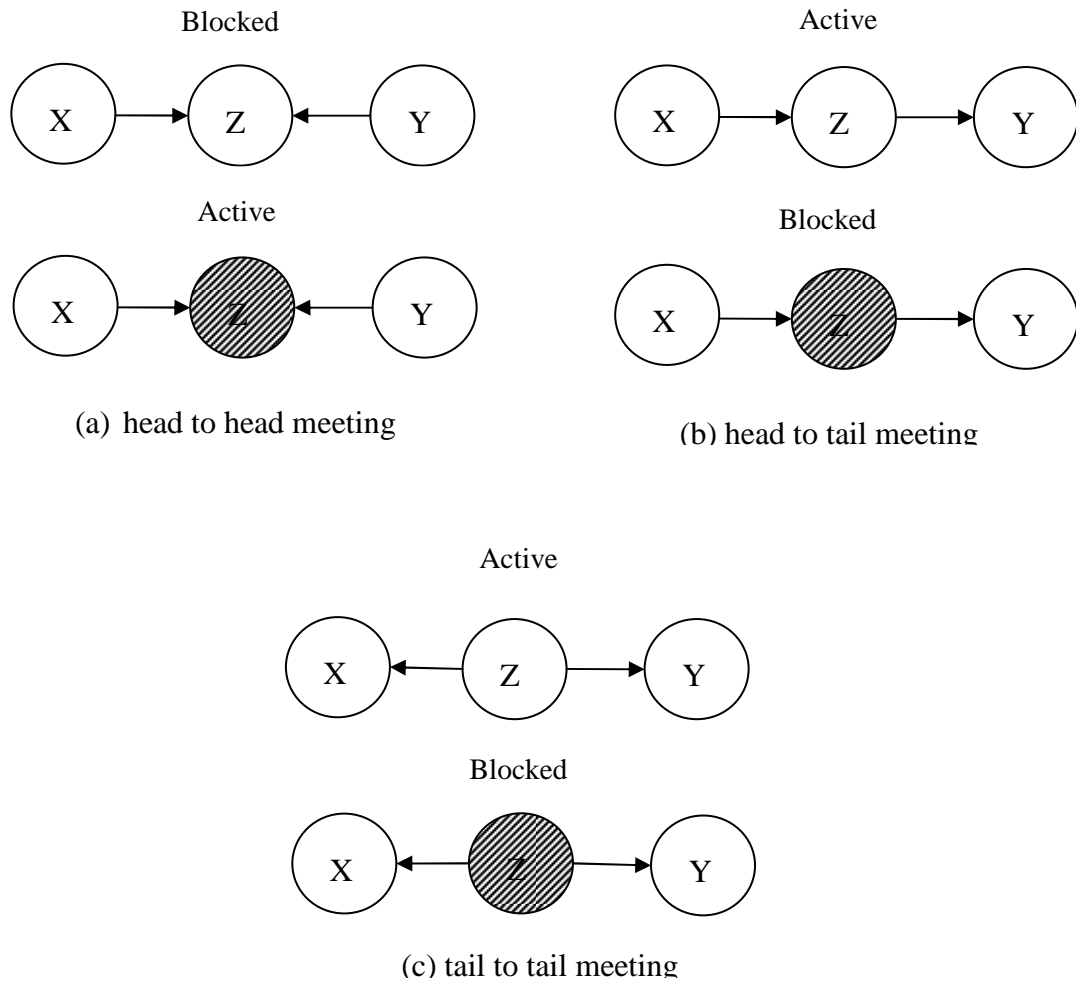 Blocked
X Z Y
Active
X Z Y
(a) head to head meeting
Active
X Z Y
Blocked
X Z Y
(b) head to tail meeting
Active
X Z Y
Blocked
X Z Y
(c) tail to tail meeting